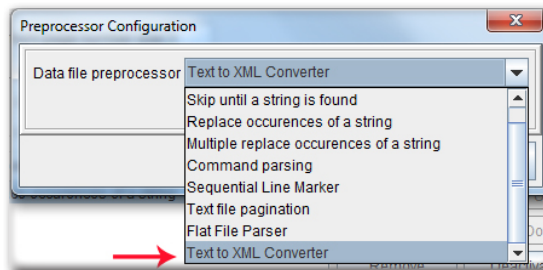 Preprocessor Configuration
Data file preprocessor Text to XML Converter
Skip until a string is found
Replace occurences of a string
Multiple replace occurences of a string
Command parsing
Sequential Line Marker
Text file pagination
Flat File Parser
Text to XML Converter